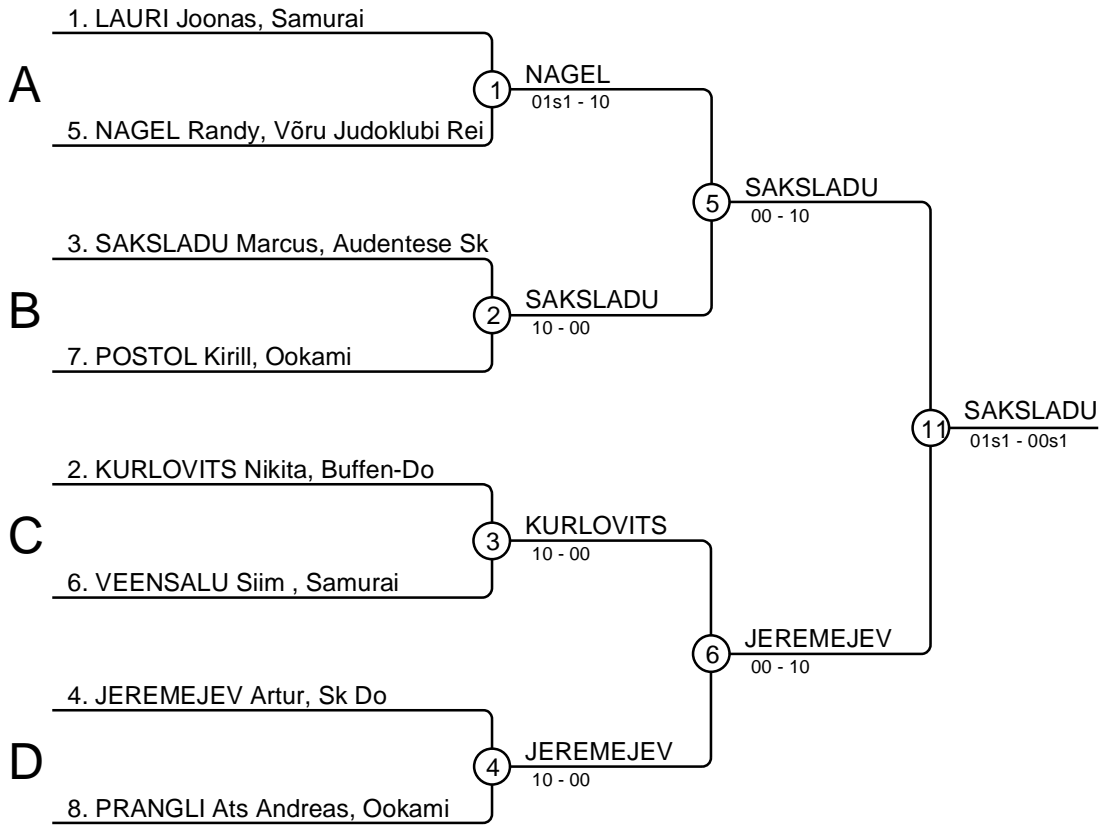 1. LAURI Joonas, Samurai
A
1
NAGEL
01s1 - 10
5. NAGEL Randy, Võru Judoklubi Rei
5
SAKSLADU
00 - 10
3. SAKSLADU Marcus, Audentese Sk
B
2
SAKSLADU
10 - 00
7. POSTOL Kirill, Ookami
11
SAKSLADU
01s1 - 00s1
2. KURLOVITS Nikita, Buffen-Do
C
3
KURLOVITS
10 - 00
6. VEENSALU Siim , Samurai
6
JEREMEJEV
00 - 10
4. JEREMEJEV Artur, Sk Do
D
4
JEREMEJEV
10 - 00
8. PRANGLI Ats Andreas, Ookami